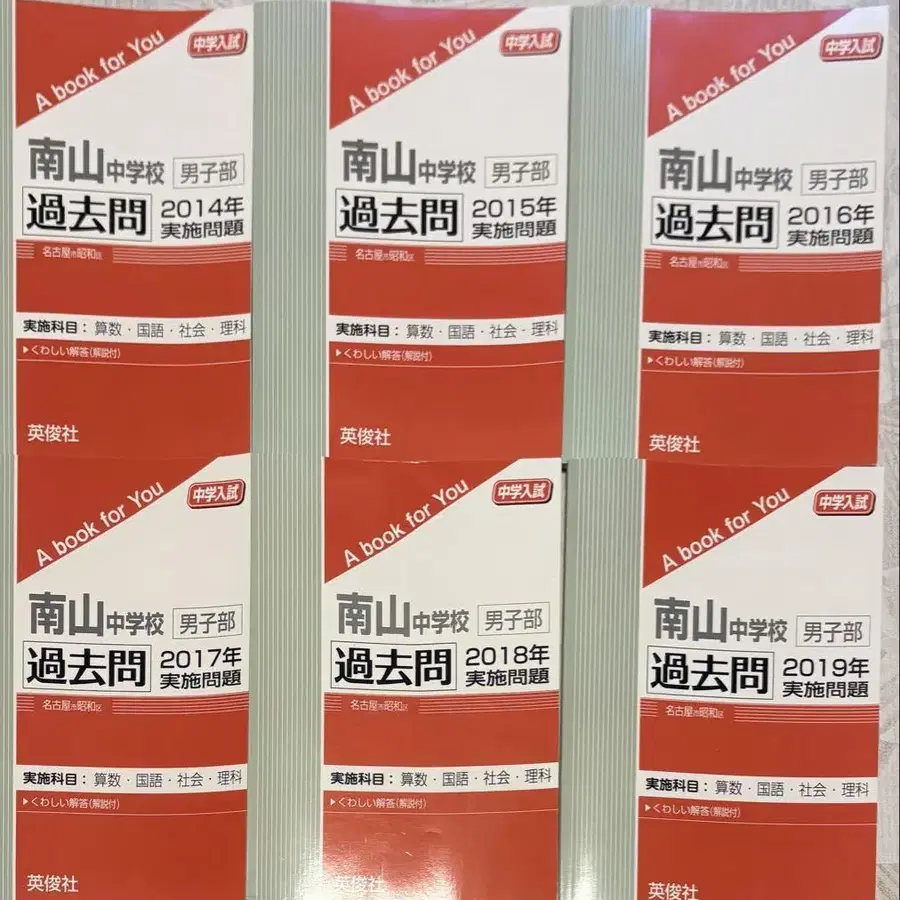 A book for You
中学入試
南山中学校 男子部
過去問 2014年
実施問題
名古屋市昭和区
実施科目：算数・国語・社会・理科
▶くわしい解答(解説付)
英俊社
A book for You
中学入試
南山中学校 男子部
過去問 2015年
実施問題
名古屋市昭和区
実施科目：算数・国語・社会・理科
▶くわしい解答(解説付)
英俊社
A book for You
中学入試
南山中学校 男子部
過去問 2016年
実施問題
名古屋市昭和区
実施科目：算数・国語・社会・理科
▶くわしい解答(解説付)
英俊社
A book for You
中学入試
南山中学校 男子部
過去問 2017年
実施問題
名古屋市昭和区
実施科目：算数・国語・社会・理科
▶くわしい解答(解説付)
英俊社
A book for You
中学入試
南山中学校 男子部
過去問 2018年
実施問題
名古屋市昭和区
実施科目：算数・国語・社会・理科
▶くわしい解答(解説付)
英俊社
A book for You
中学入試
南山中学校 男子部
過去問 2019年
実施問題
名古屋市昭和区
実施科目：算数・国語・社会・理科
▶くわしい解答(解説付)
英俊社